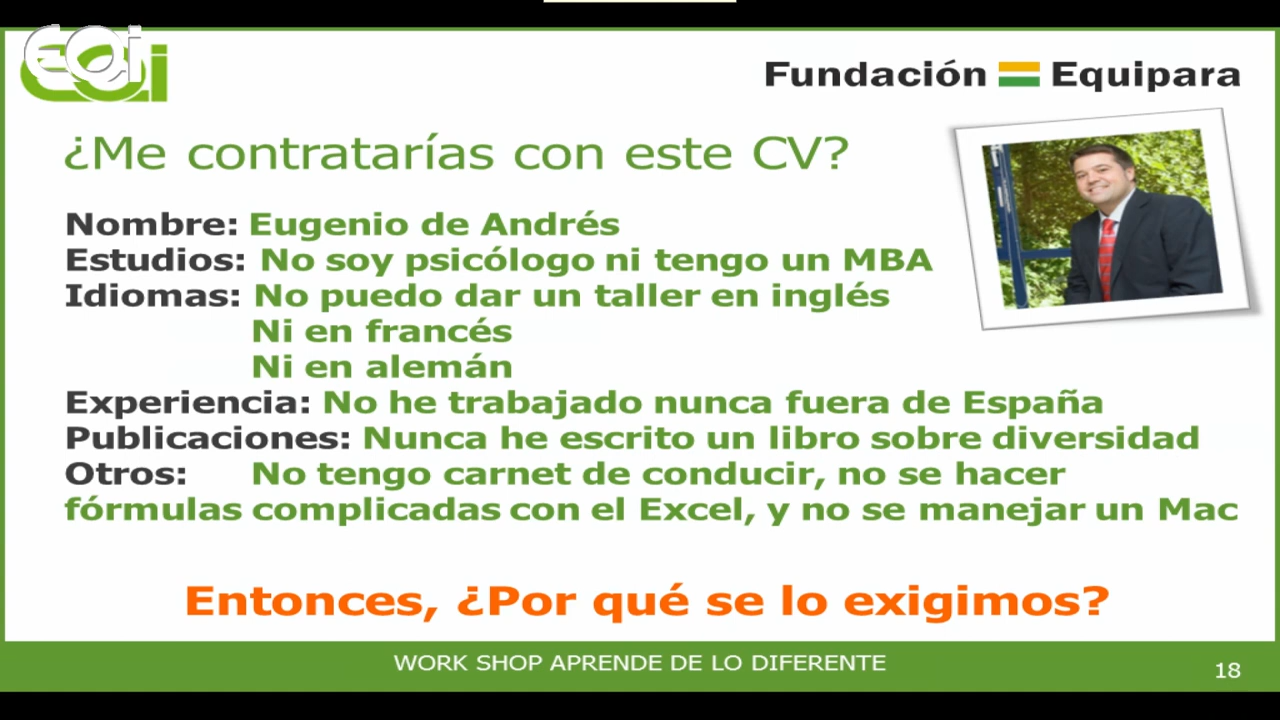 eoi
Fundación Equipara
¿Me contratarías con este CV?
Nombre: Eugenio de Andrés
Estudios: No soy psicólogo ni tengo un MBA
Idiomas: No puedo dar un taller en inglés
Ni en francés
Ni en alemán
Experiencia: No he trabajado nunca fuera de España
Publicaciones: Nunca he escrito un libro sobre diversidad
Otros: No tengo carnet de conducir, no se hacer
fórmulas complicadas con el Excel, y no se manejar un Mac
Entonces, ¿Por qué se lo exigimos?
WORK SHOP APRENDE DE LO DIFERENTE
18